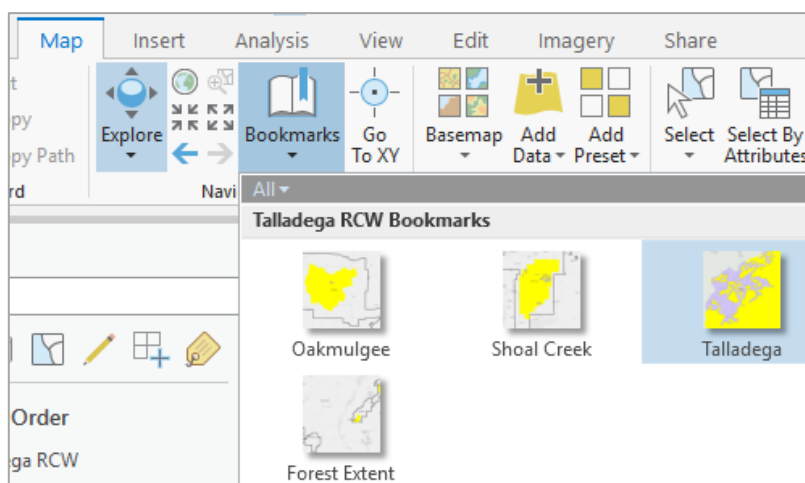 Map Insert Analysis View Edit Imagery Share
t
py
py Path
rd
Explore
Navi
Bookmarks
Go
To XY
Basemap
Add
Data
Add
Preset
Select
Select By
Attributes
All
Talladega RCW Bookmarks
Oakmulgee Shoal Creek Talladega
Forest Extent
Order
ga RCW